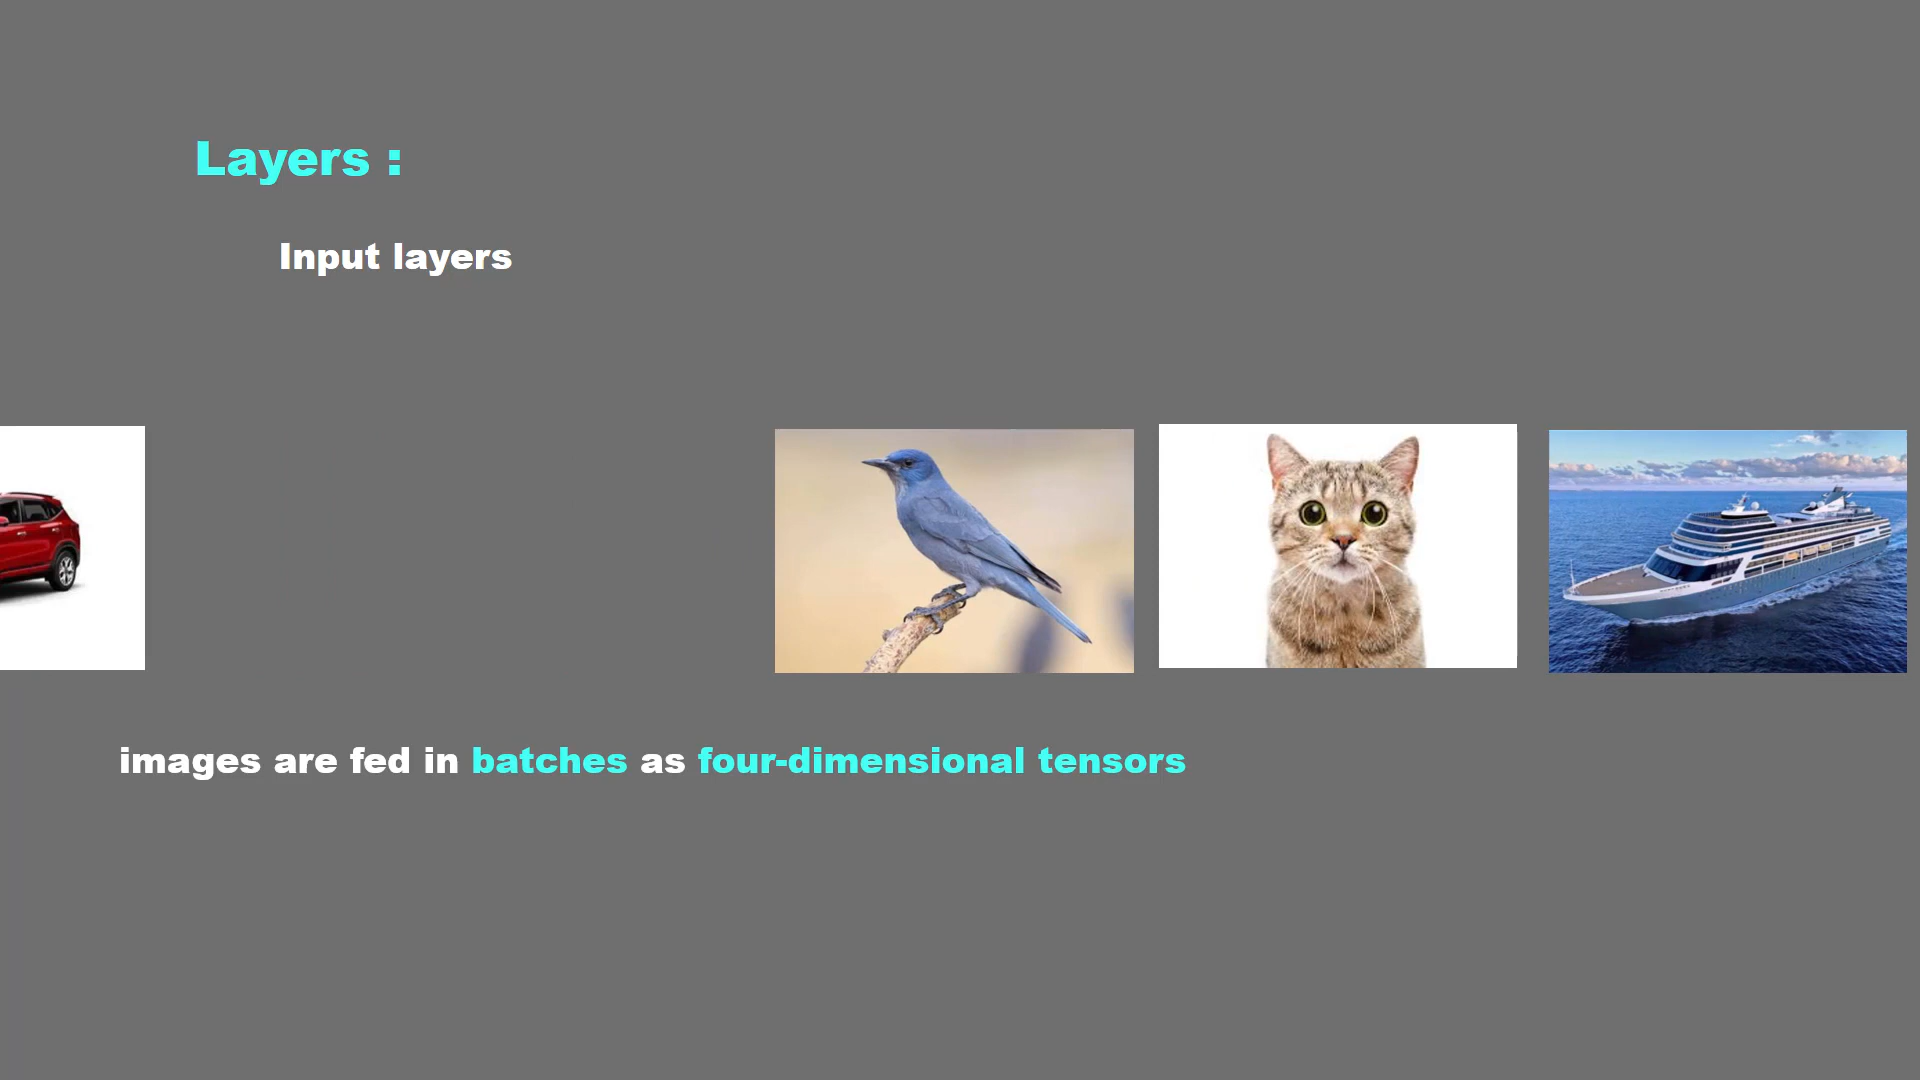 Layers :
Input layers
images are fed in batches as four-dimensional tensors